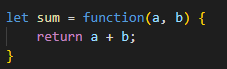 let sum = function(a, b) {
    return a + b;
}